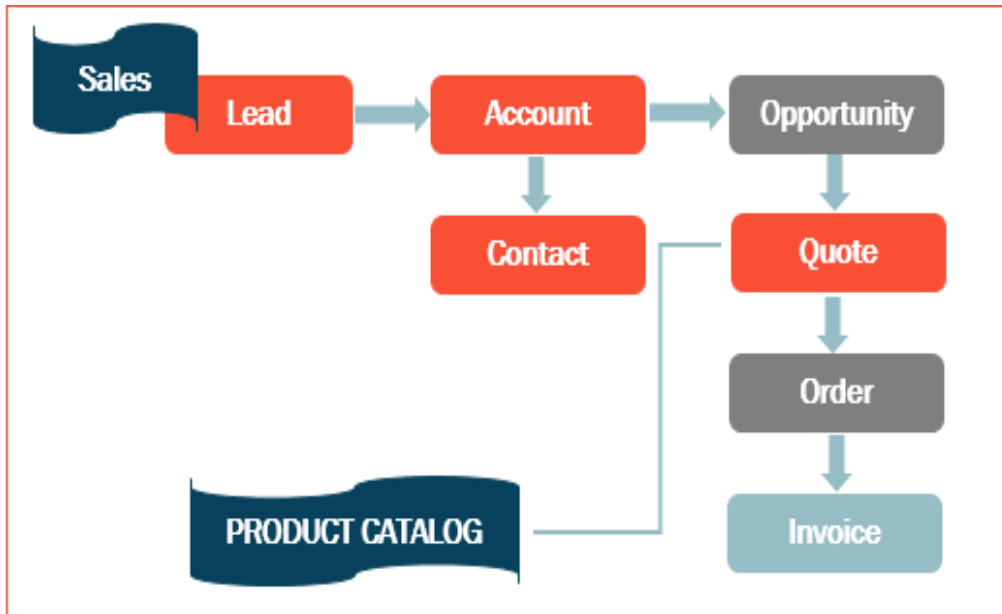 Sales
Lead
Account
Opportunity
Contact
Quote
Order
PRODUCT CATALOG
Invoice